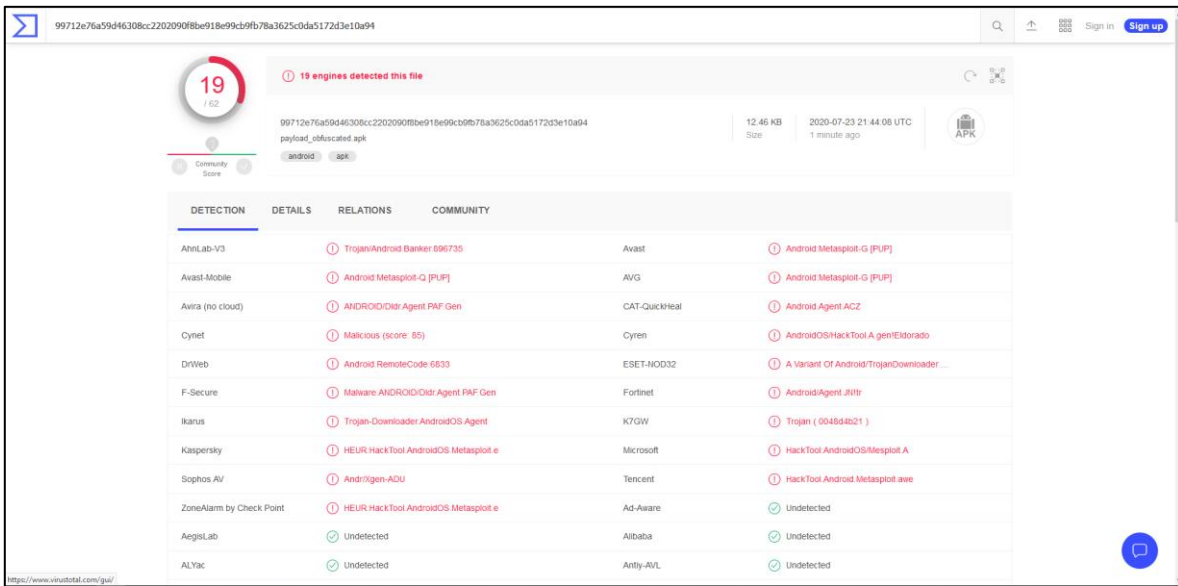 99712e76a59d46308cc2202090f8be918e99cb9fb78a3625c0da5172d3e10a94
Sign in
Sign up
19
/ 62
19 engines detected this file
99712e76a59d46308cc2202090f8be918e99cb9fb78a3625c0da5172d3e10a94
payload_obfuscated.apk
android apk
12.46 KB
Size
2020-07-23 21:44:08 UTC
1 minute ago
APK
Community
Score
DETECTION DETAILS RELATIONS COMMUNITY
AhnLab-V3 Trojan/Android.Banker.896735 Avast Android:Metasploit-G [PUP]
Avast-Mobile Android:Metasploit-Q [PUP] AVG Android:Metasploit-G [PUP]
Avira (no cloud) ANDROID/Dldr.Agent.PAF.Gen CAT-QuickHeal Android.Agent.ACZ
Cynet Malicious (score: 85) Cyren AndroidOS/HackTool.A.gen!Eldorado
DrWeb Android.RemoteCode.6833 ESET-NOD32 A Variant Of Android/TrojanDownloader....
F-Secure Malware.ANDROID/Dldr.Agent.PAF.Gen Fortinet Android/Agent.JN!tr
Ikarus Trojan-Downloader.AndroidOS.Agent K7GW Trojan ( 0048d4b21 )
Kaspersky HEUR:HackTool.AndroidOS.Metasploit.e Microsoft HackTool:AndroidOS/Mesploit.A
Sophos AV Andr/Xgen-ADU Tencent HackTool.Android.Metasploit.awe
ZoneAlarm by Check Point HEUR:HackTool.AndroidOS.Metasploit.e Ad-Aware Undetected
AegisLab Undetected Alibaba Undetected
ALYac Undetected Antiy-AVL Undetected
https://www.virustotal.com/gui/